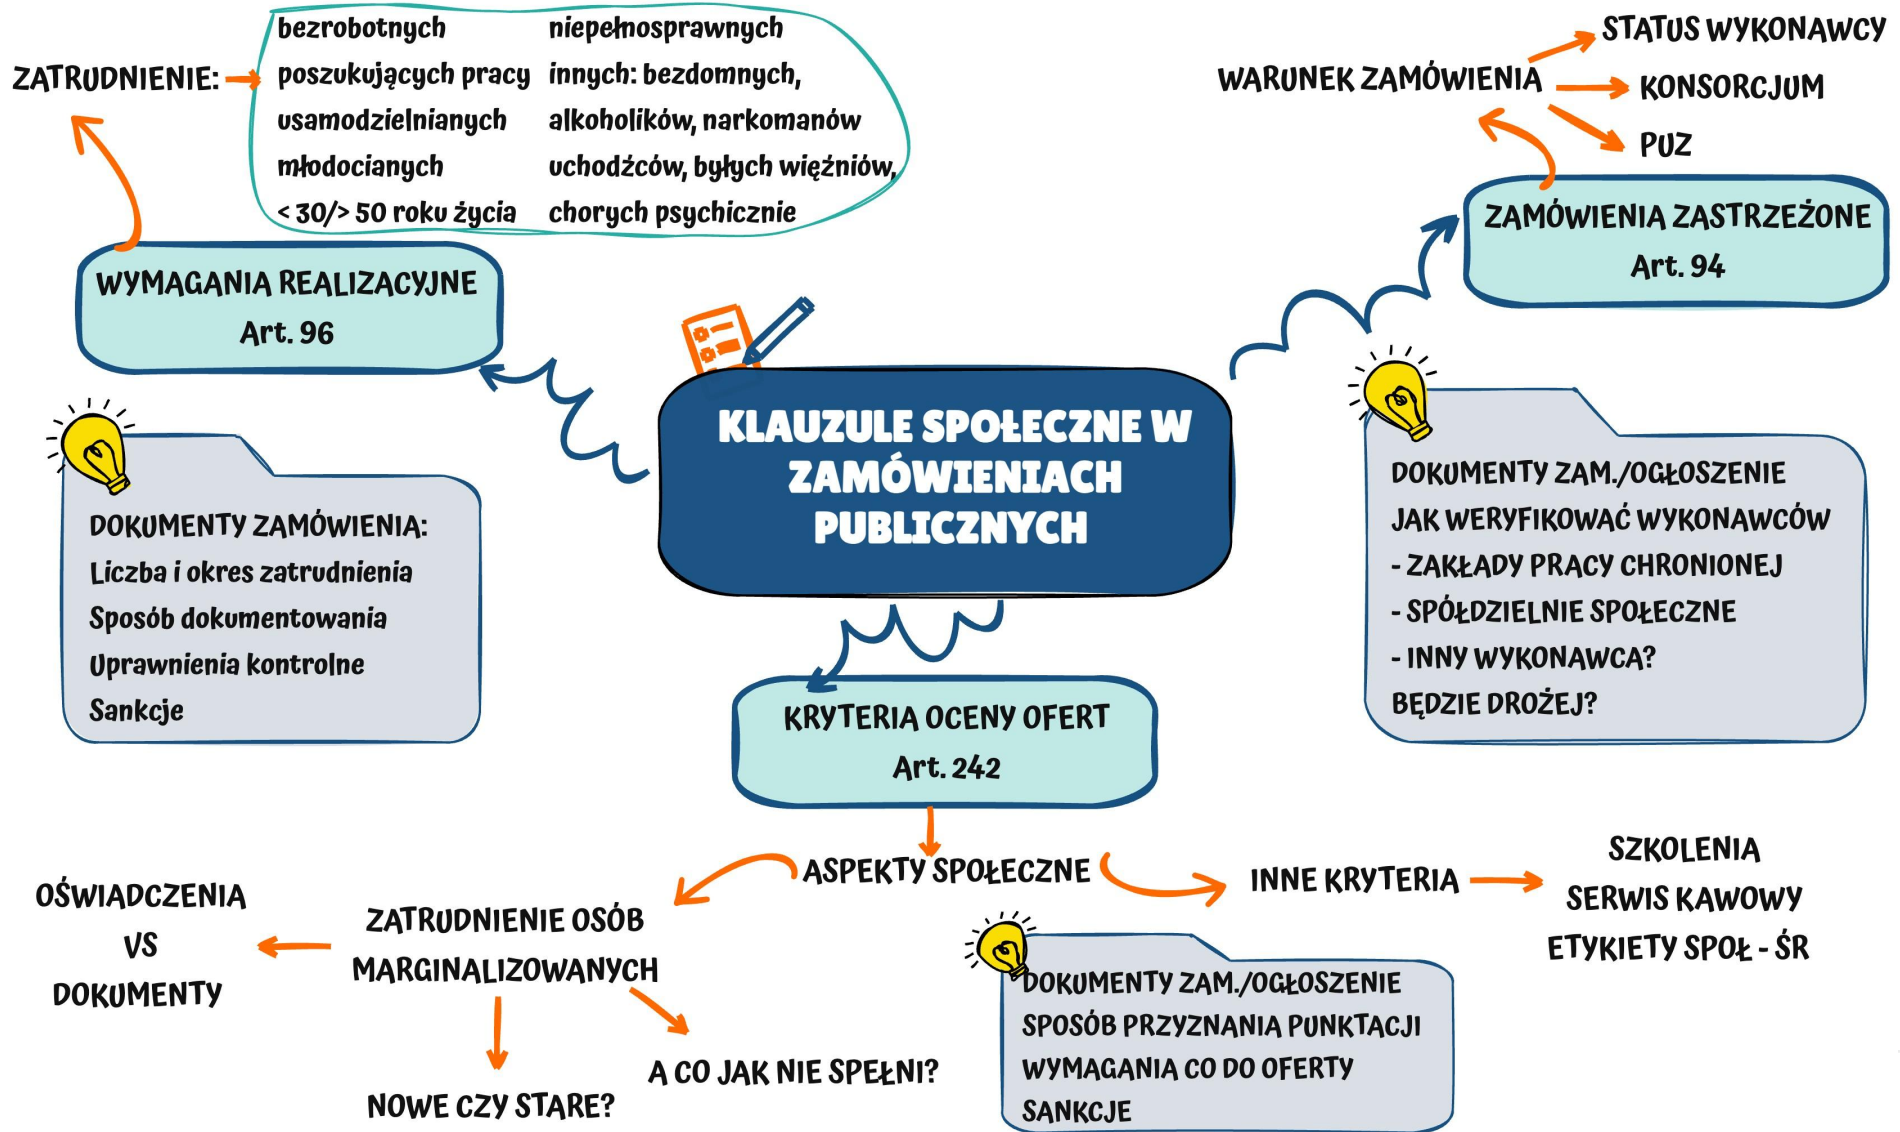 ZATRUDNIENIE:
bezrobotnych
poszukujących pracy
usamodzielnianych
młodocianych
< 30/> 50 roku życia
niepełnosprawnych
innych: bezdomnych,
alkoholików, narkomanów
uchodźców, byłych więźniów,
chorych psychicznie
WYMAGANIA REALIZACYJNE
Art. 96
DOKUMENTY ZAMÓWIENIA:
Liczba i okres zatrudnienia
Sposób dokumentowania
Uprawnienia kontrolne
Sankcje
KLAUZULE SPOŁECZNE W
ZAMÓWIENIACH
PUBLICZNYCH
WARUNEK ZAMÓWIENIA
STATUS WYKONAWCY
KONSORCJUM
PUZ
ZAMÓWIENIA ZASTRZEŻONE
Art. 94
DOKUMENTY ZAM./OGŁOSZENIE
JAK WERYFIKOWAĆ WYKONAWCÓW
- ZAKŁADY PRACY CHRONIONEJ
- SPÓŁDZIELNIE SPOŁECZNE
- INNY WYKONAWCA?
BĘDZIE DROŻEJ?
KRYTERIA OCENY OFERT
Art. 242
ASPEKTY SPOŁECZNE
ZATRUDNIENIE OSÓB
MARGINALIZOWANYCH
OŚWIADCZENIA
VS
DOKUMENTY
NOWE CZY STARE?
A CO JAK NIE SPEŁNI?
INNE KRYTERIA
SZKOLENIA
SERWIS KAWOWY
ETYKIETY SPOŁ - ŚR
DOKUMENTY ZAM./OGŁOSZENIE
SPOSÓB PRZYZNANIA PUNKTACJI
WYMAGANIA CO DO OFERTY
SANKCJE